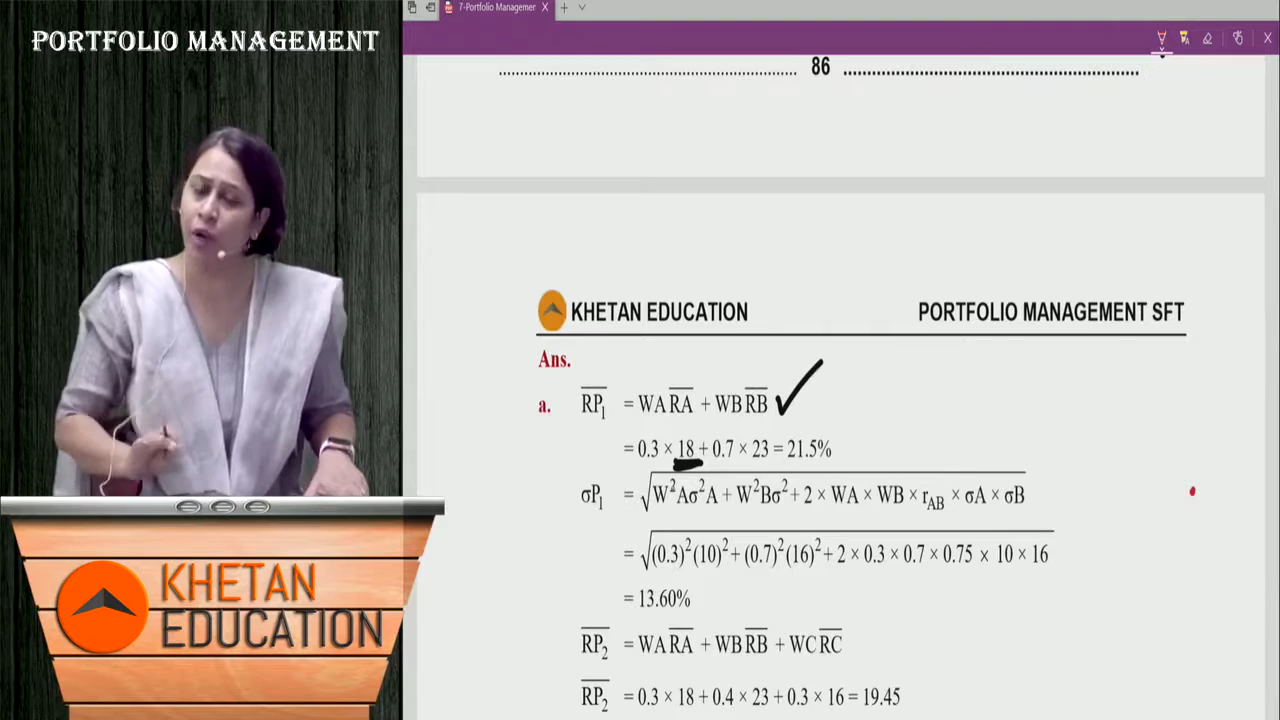 PORTFOLIO MANAGEMENT
7-Portfolio Managemer
86
KHETAN EDUCATION
PORTFOLIO MANAGEMENT SFT
Ans.
a. RP₁ = WA RA + WB RB
= 0.3 × 18 + 0.7 × 23 = 21.5%
σP₁ = √W²Aσ²A + W²Bσ² + 2 × WA × WB × r_AB × σA × σB
= √(0.3)²(10)² + (0.7)²(16)² + 2 × 0.3 × 0.7 × 0.75 × 10 × 16
= 13.60%
RP₂ = WA RA + WB RB + WC RC
RP₂ = 0.3 × 18 + 0.4 × 23 + 0.3 × 16 = 19.45
KHETAN
EDUCATION